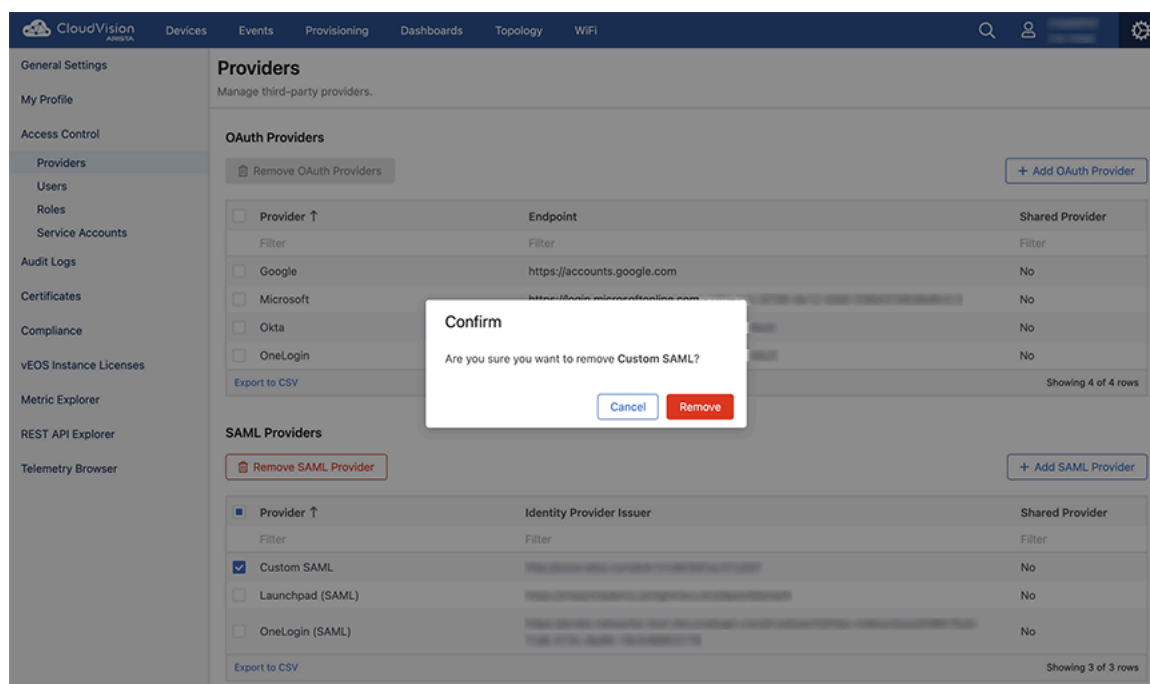 CloudVision
ARISTA
Devices
Events
Provisioning
Dashboards
Topology
WiFi
General Settings
My Profile
Access Control
Providers
Users
Roles
Service Accounts
Audit Logs
Certificates
Compliance
vEOS Instance Licenses
Metric Explorer
REST API Explorer
Telemetry Browser
Providers
Manage third-party providers.
OAuth Providers
Remove OAuth Providers
+ Add OAuth Provider
Provider ↑ Endpoint Shared Provider
Filter Filter Filter
Google https://accounts.google.com No
Microsoft https://login.microsoftonline.com No
Okta No
OneLogin No
Export to CSV Showing 4 of 4 rows
Confirm
Are you sure you want to remove Custom SAML?
Cancel Remove
SAML Providers
Remove SAML Provider
+ Add SAML Provider
Provider ↑ Identity Provider Issuer Shared Provider
Filter Filter Filter
Custom SAML No
Launchpad (SAML) No
OneLogin (SAML) No
Export to CSV Showing 3 of 3 rows